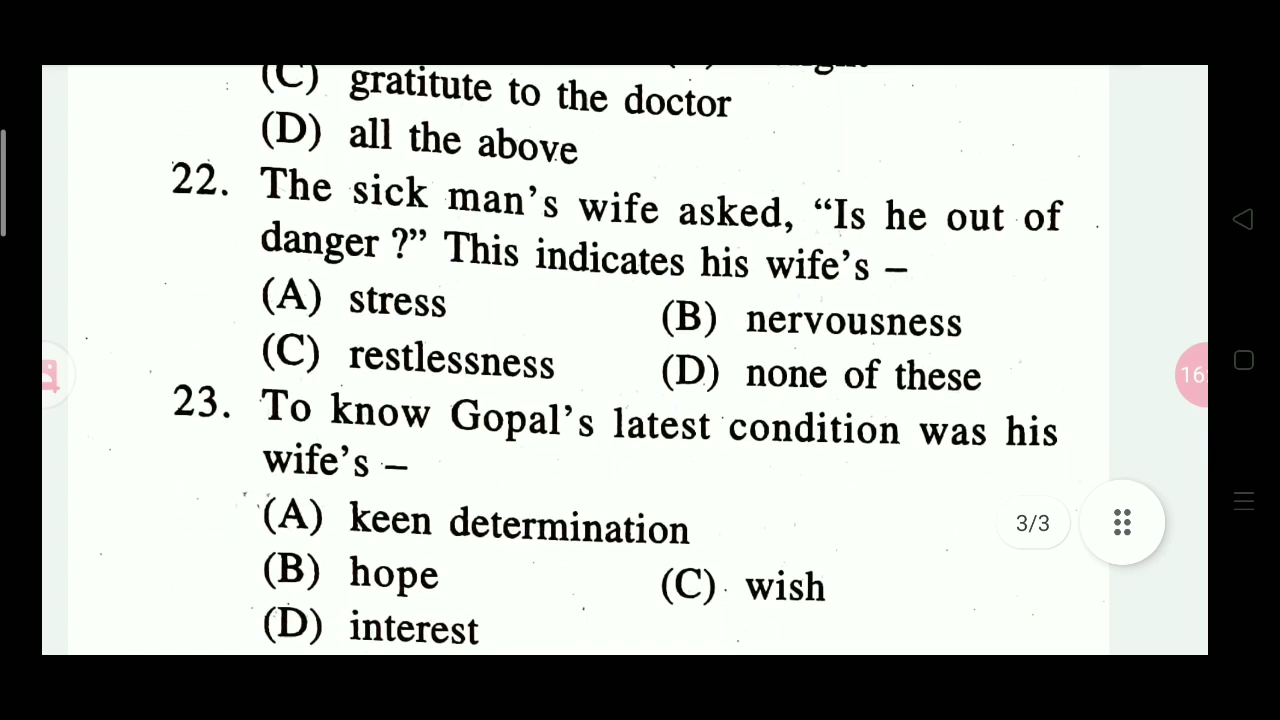 (C) gratitute to the doctor
(D) all the above
22. The sick man's wife asked, “Is he out of
danger ?” This indicates his wife's –
(A) stress (B) nervousness
(C) restlessness (D) none of these
23. To know Gopal's latest condition was his
wife's –
(A) keen determination
(B) hope (C) wish
(D) interest
3/3